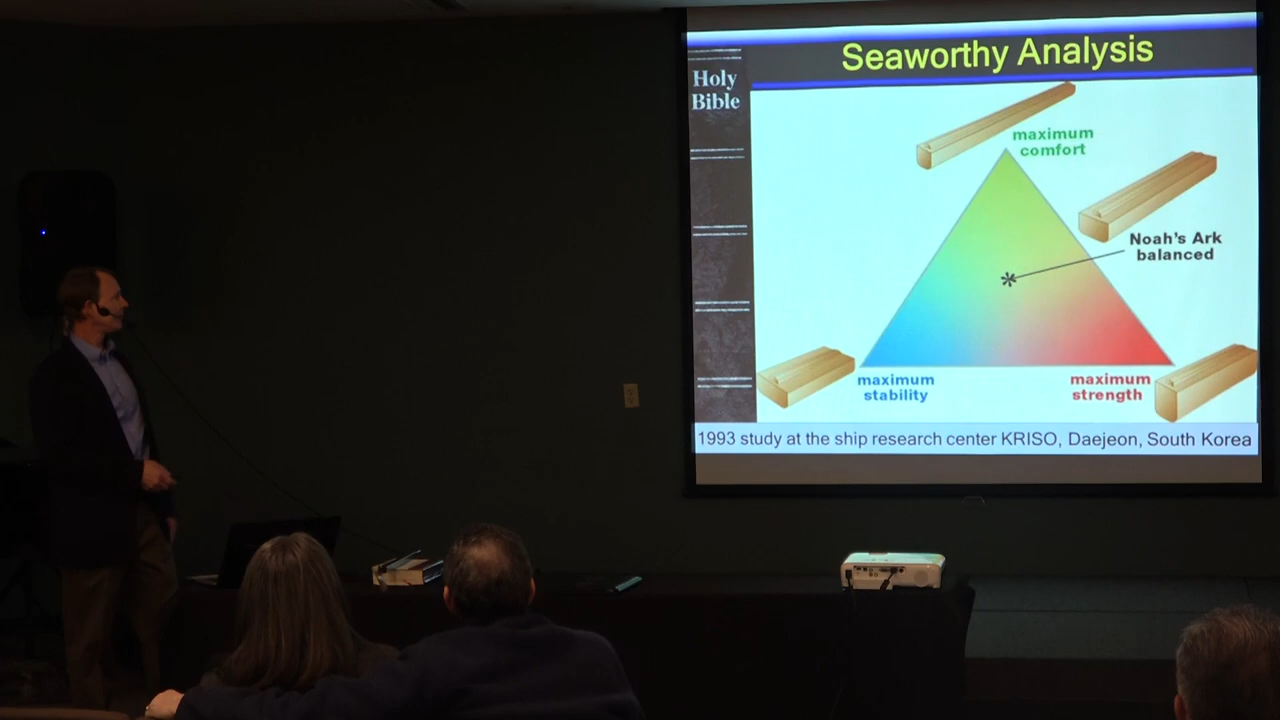 Seaworthy Analysis
Holy
Bible
maximum
comfort
Noah's Ark
balanced
*
maximum
stability
maximum
strength
1993 study at the ship research center KRISO, Daejeon, South Korea